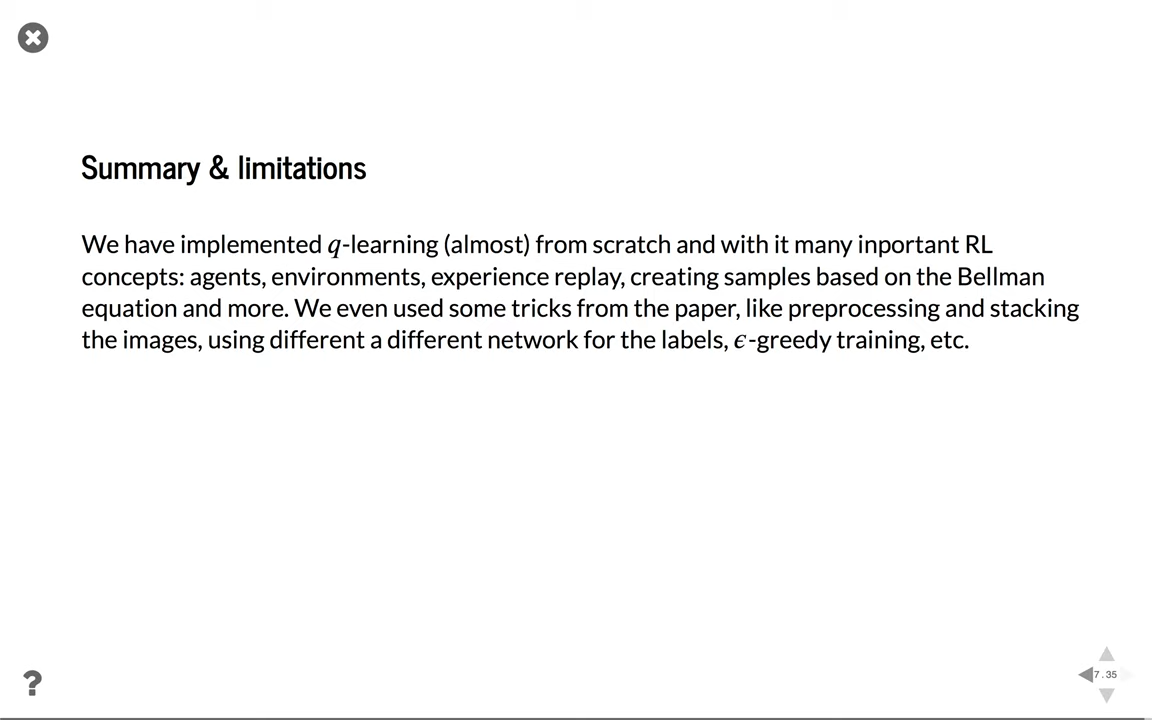 Summary & limitations
We have implemented q-learning (almost) from scratch and with it many inportant RL
concepts: agents, environments, experience replay, creating samples based on the Bellman
equation and more. We even used some tricks from the paper, like preprocessing and stacking
the images, using different a different network for the labels, ϵ-greedy training, etc.
?
7.35